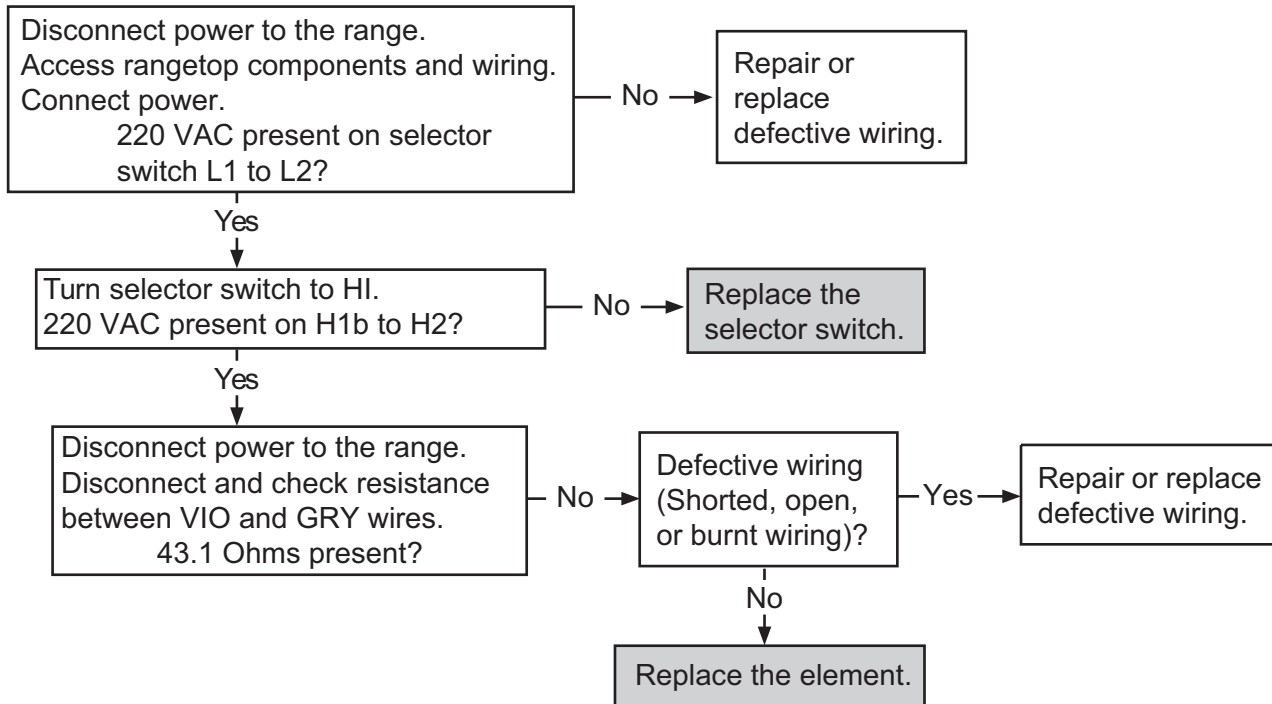 Disconnect power to the range.
Access rangetop components and wiring.
Connect power.
220 VAC present on selector
switch L1 to L2?
No
Repair or
replace
defective wiring.
Yes
Turn selector switch to HI.
220 VAC present on H1b to H2?
No
Replace the
selector switch.
Yes
Disconnect power to the range.
Disconnect and check resistance
between VIO and GRY wires.
43.1 Ohms present?
No
Defective wiring
(Shorted, open,
or burnt wiring)?
Yes
Repair or replace
defective wiring.
No
Replace the element.